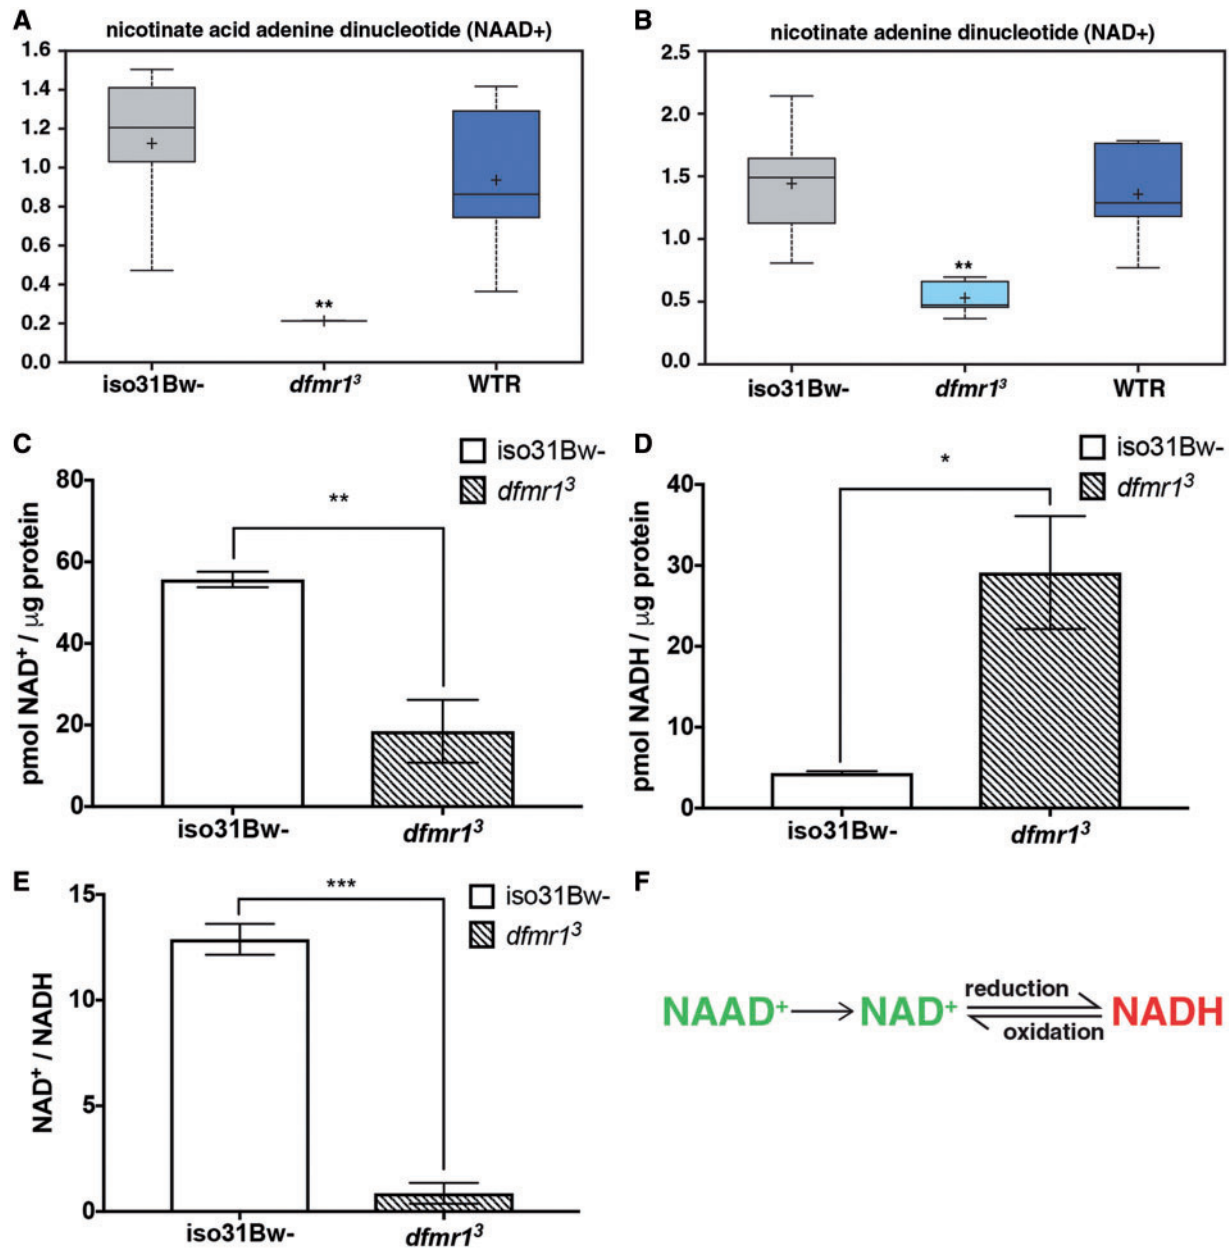 A
nicotinate acid adenine dinucleotide (NAAD+)
1.6
1.4
1.2
1.0
0.8
0.6
0.4
0.2
0.0
**
iso31Bw-
dfmr1³
WTR
B
nicotinate adenine dinucleotide (NAD+)
2.5
2.0
1.5
1.0
0.5
0.0
**
iso31Bw-
dfmr1³
WTR
C
iso31Bw-
dfmr1³
pmol NAD⁺ / µg protein
80
60
40
20
0
**
iso31Bw-
dfmr1³
D
iso31Bw-
dfmr1³
pmol NADH / µg protein
40
30
20
10
0
*
iso31Bw-
dfmr1³
E
iso31Bw-
dfmr1³
NAD⁺ / NADH
15
10
5
0
***
iso31Bw-
dfmr1³
F
NAAD⁺ → NAD⁺ reduction NADH
oxidation